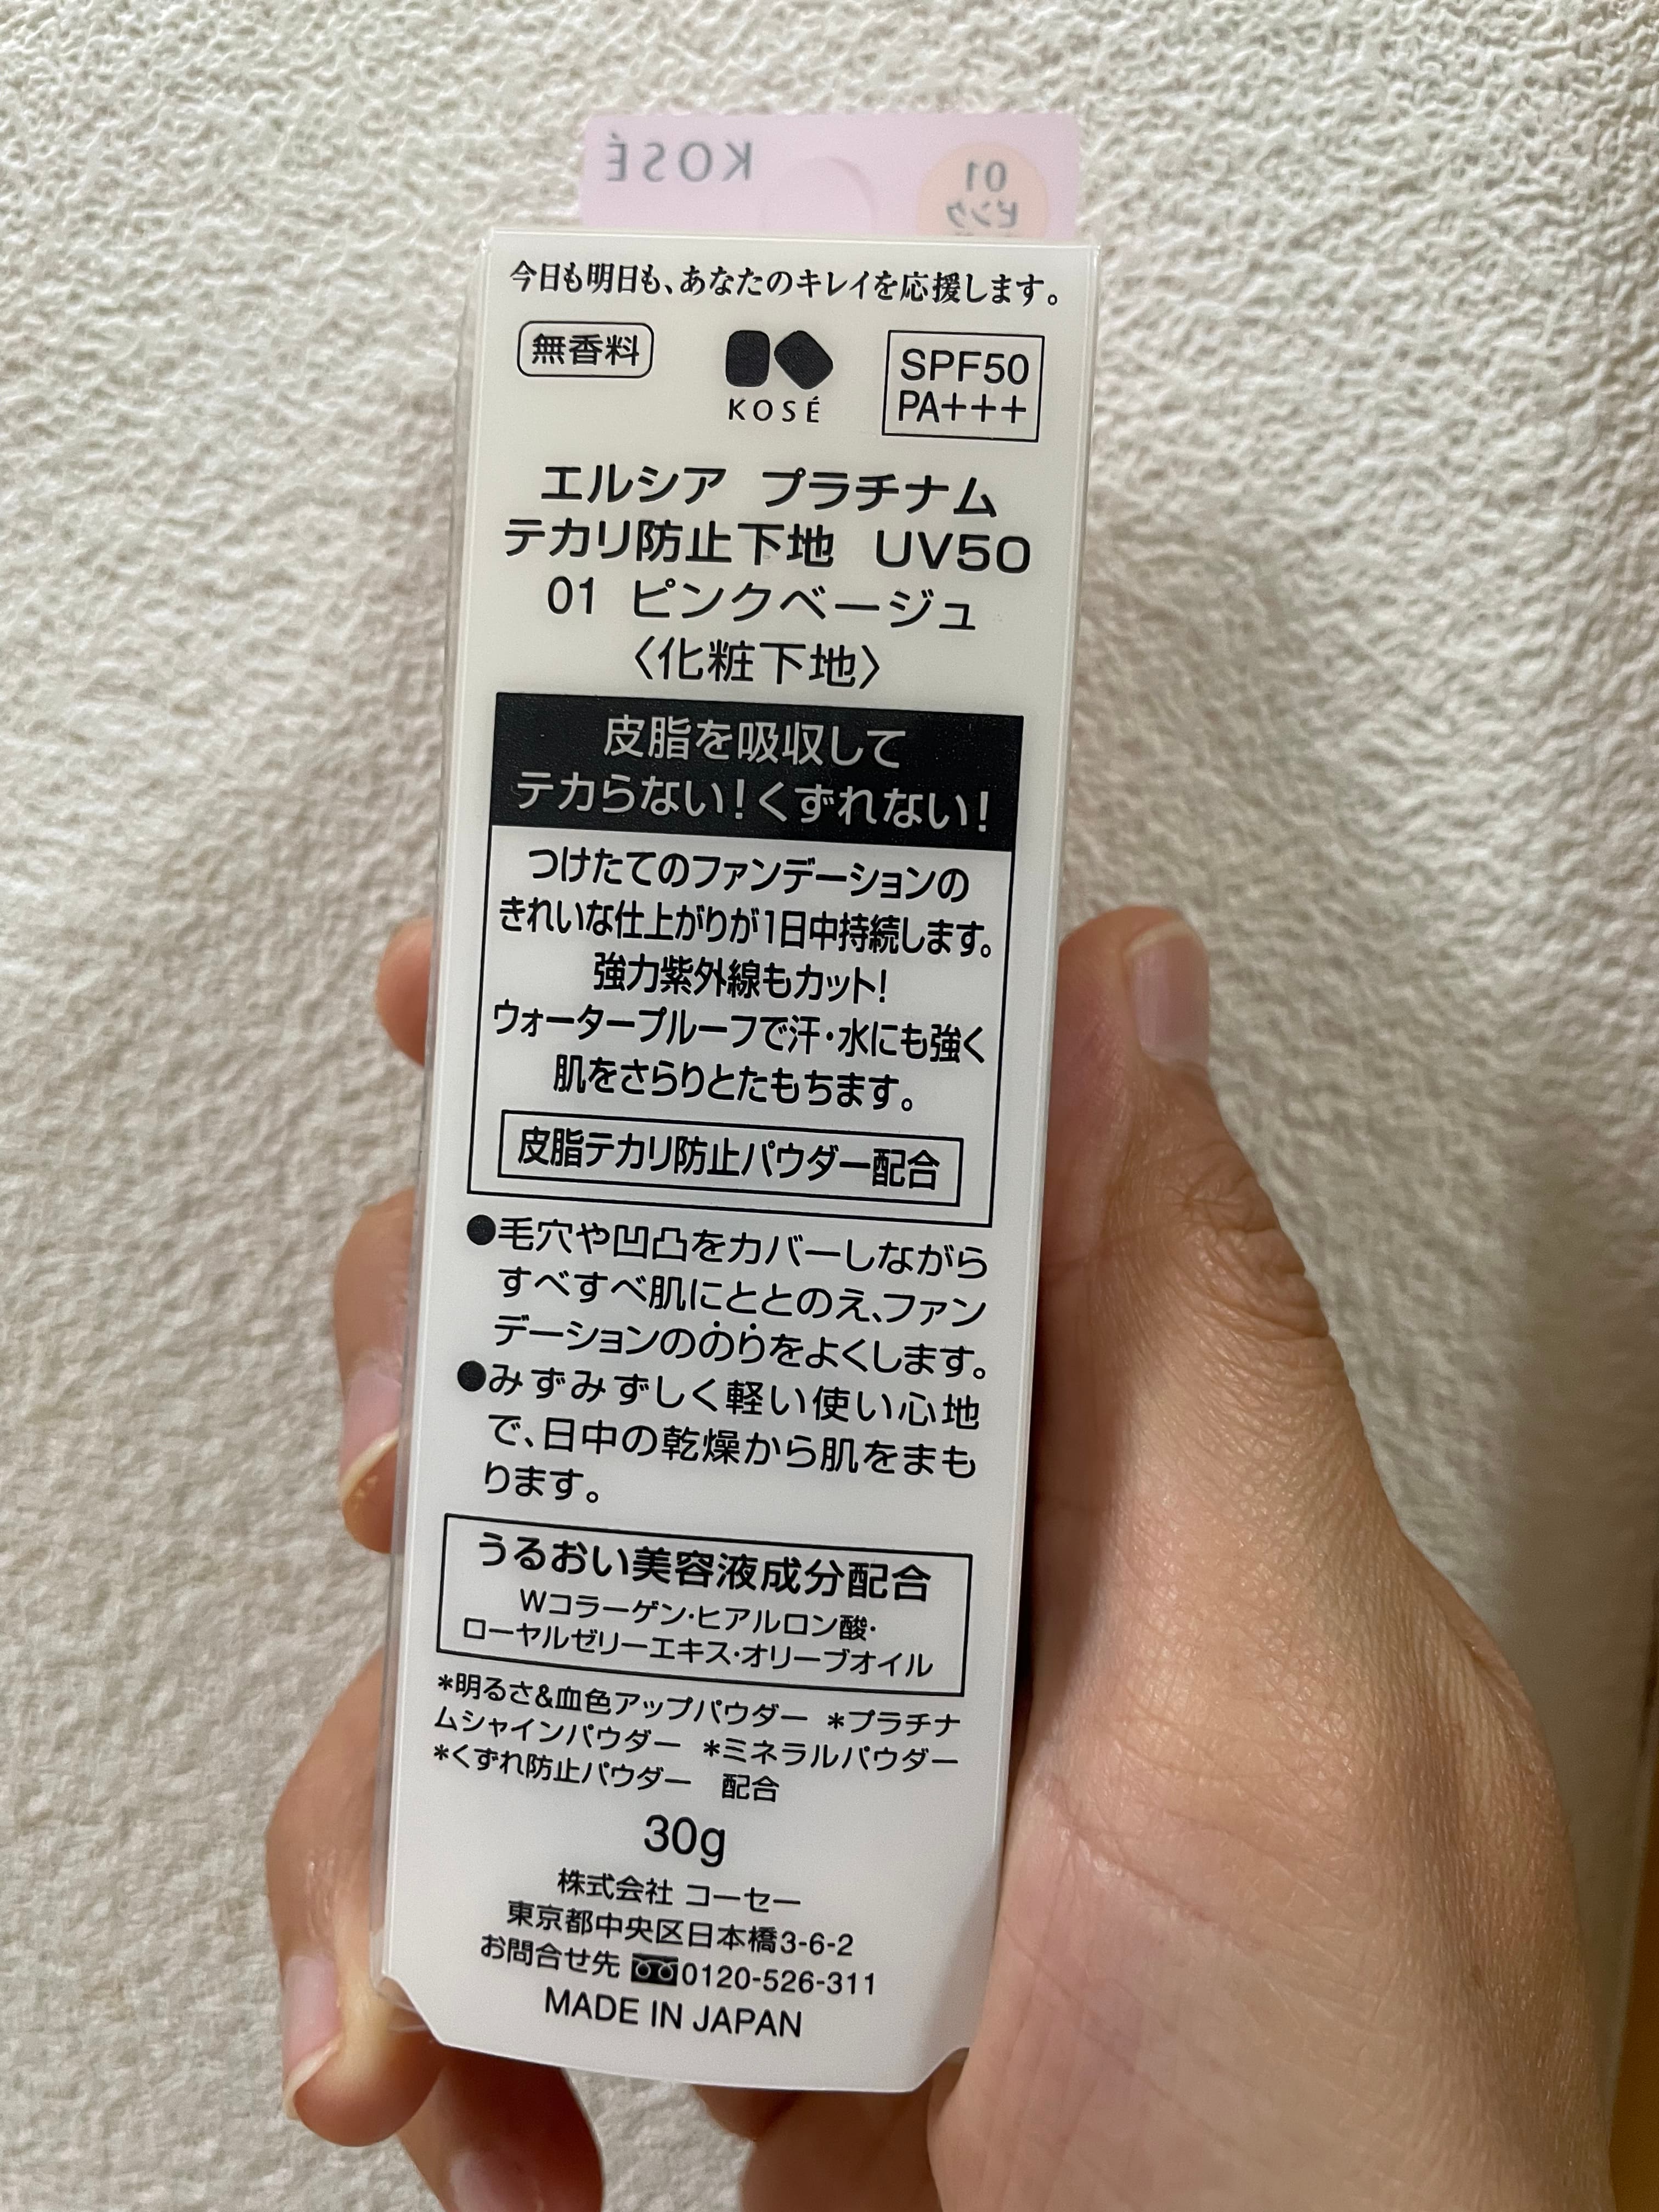 KOSÉ
01
ピンク
今日も明日も、あなたのキレイを応援します。
無香料
KOSÉ
SPF50
PA+++
エルシア プラチナム
テカリ防止下地 UV50
01 ピンクベージュ
〈化粧下地〉
皮脂を吸収して
テカらない!くずれない!
つけたてのファンデーションの
きれいな仕上がりが1日中持続します。
強力紫外線もカット!
ウォータープルーフで汗・水にも強く
肌をさらりとたもちます。
皮脂テカリ防止パウダー配合
●毛穴や凹凸をカバーしながら
すべすべ肌にととのえ、ファン
デーションののりをよくします。
●みずみずしく軽い使い心地
で、日中の乾燥から肌をまも
ります。
うるおい美容液成分配合
Wコラーゲン・ヒアルロン酸・
ローヤルゼリーエキス・オリーブオイル
*明るさ&血色アップパウダー *プラチナ
ムシャインパウダー *ミネラルパウダー
*くずれ防止パウダー 配合
30g
株式会社 コーセー
東京都中央区日本橋3-6-2
お問合せ先 0120-526-311
MADE IN JAPAN